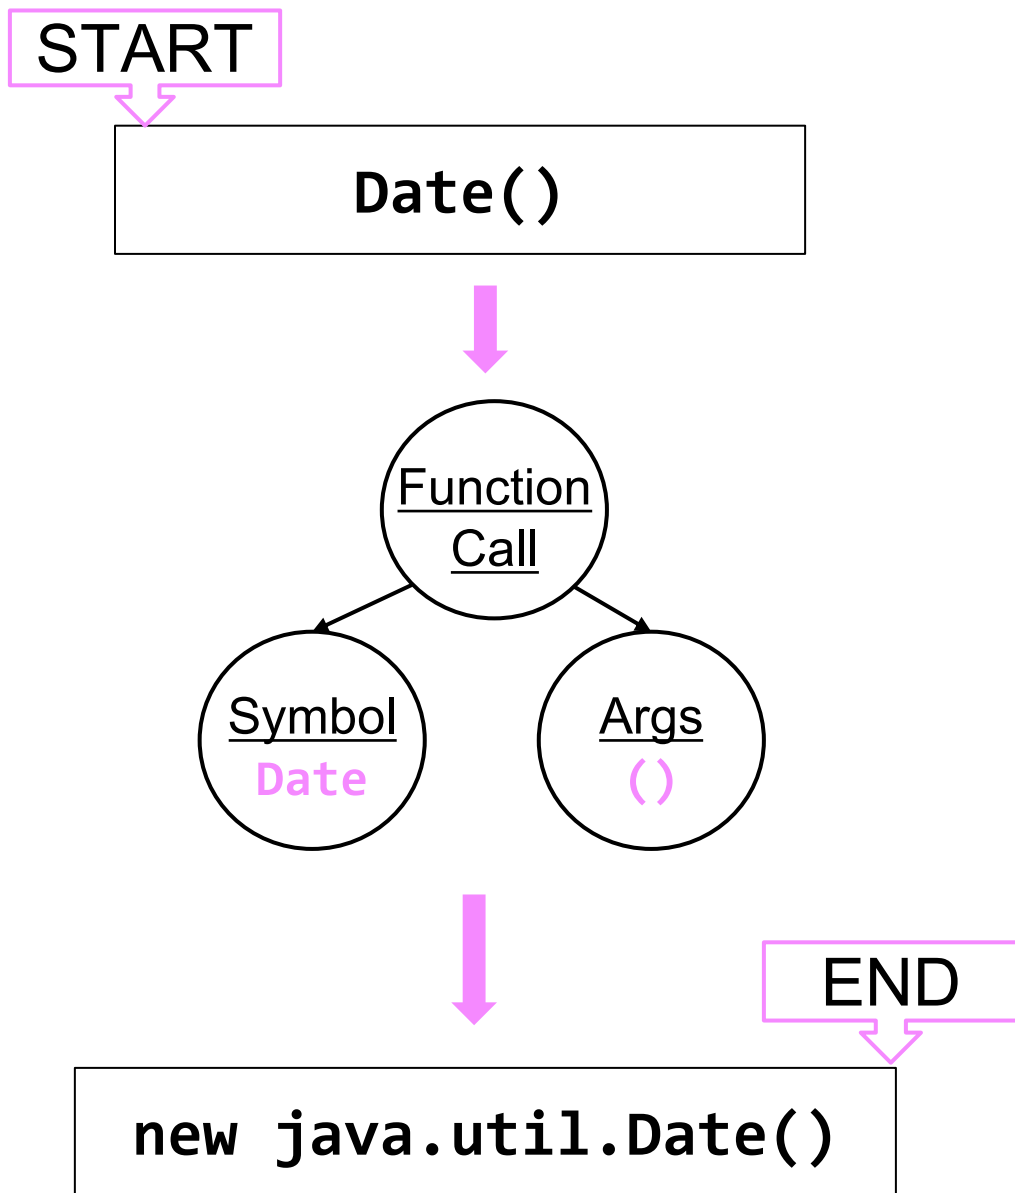 START
Date()
Function
Call
Symbol
Date
Args
()
END
new java.util.Date()